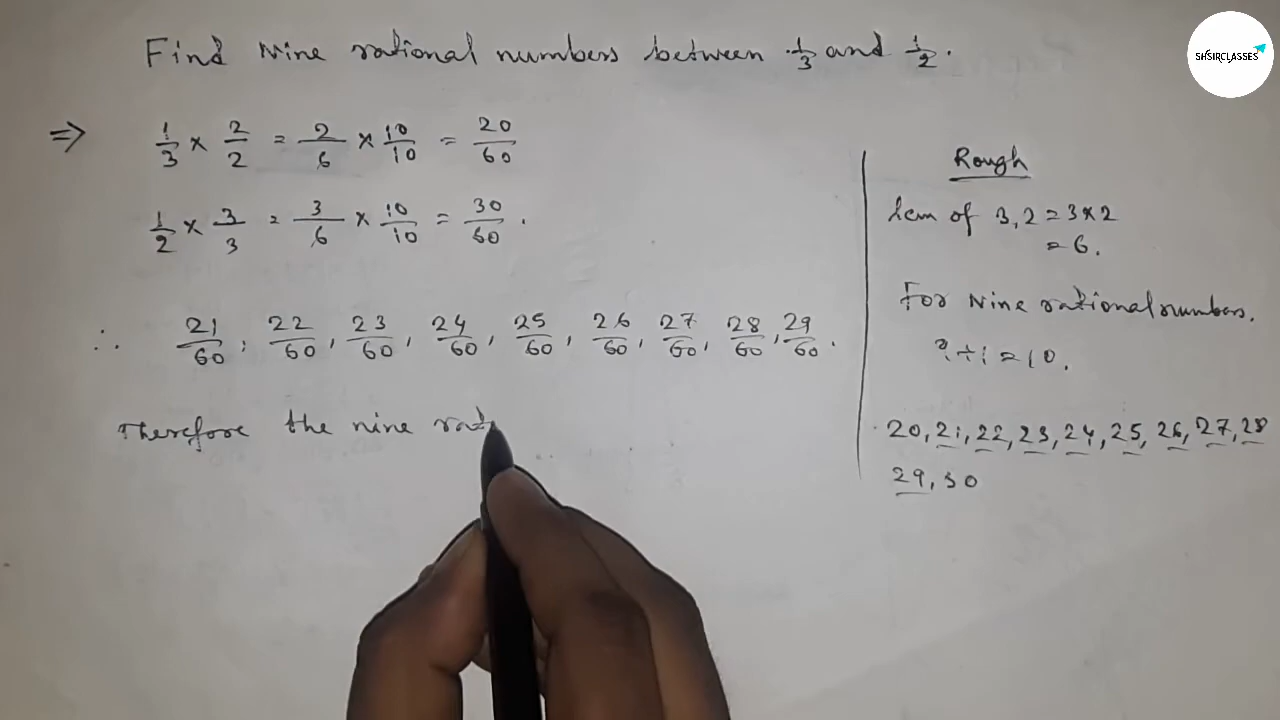 Find Nine rational numbers between 1/3 and 1/2.
SHSIRCLASSES
⇒ 1/3 × 2/2 = 2/6 × 10/10 = 20/60
1/2 × 3/3 = 3/6 × 10/10 = 30/60.
∴ 21/60, 22/60, 23/60, 24/60, 25/60, 26/60, 27/60, 28/60, 29/60.
Therefore the nine rat
Rough
lcm of 3,2 = 3×2
= 6.
For Nine rational numbers.
9+1 = 10.
20, 21, 22, 23, 24, 25, 26, 27, 28
29, 30